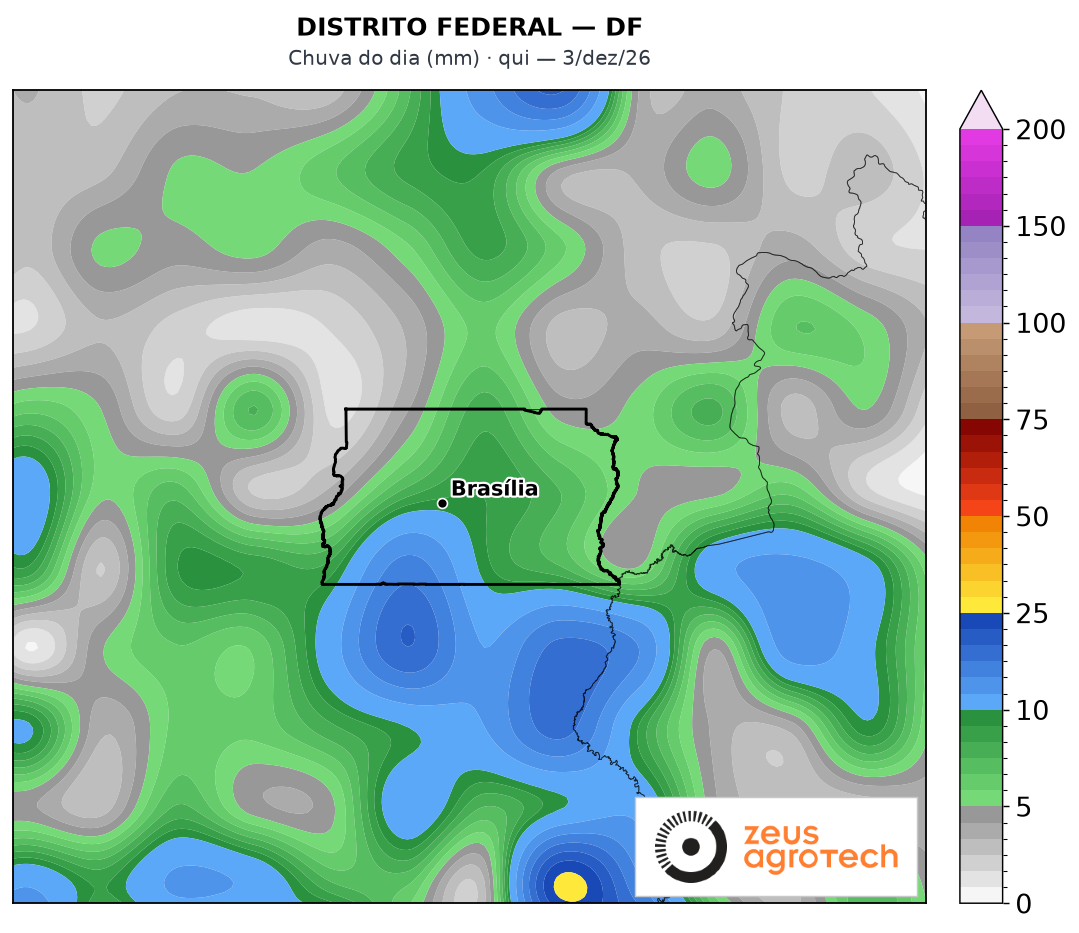 DISTRITO FEDERAL — DF
Chuva do dia (mm) · qui — 3/dez/26
200
150
100
75
50
25
10
5
0
Brasília
zeus
agrotech